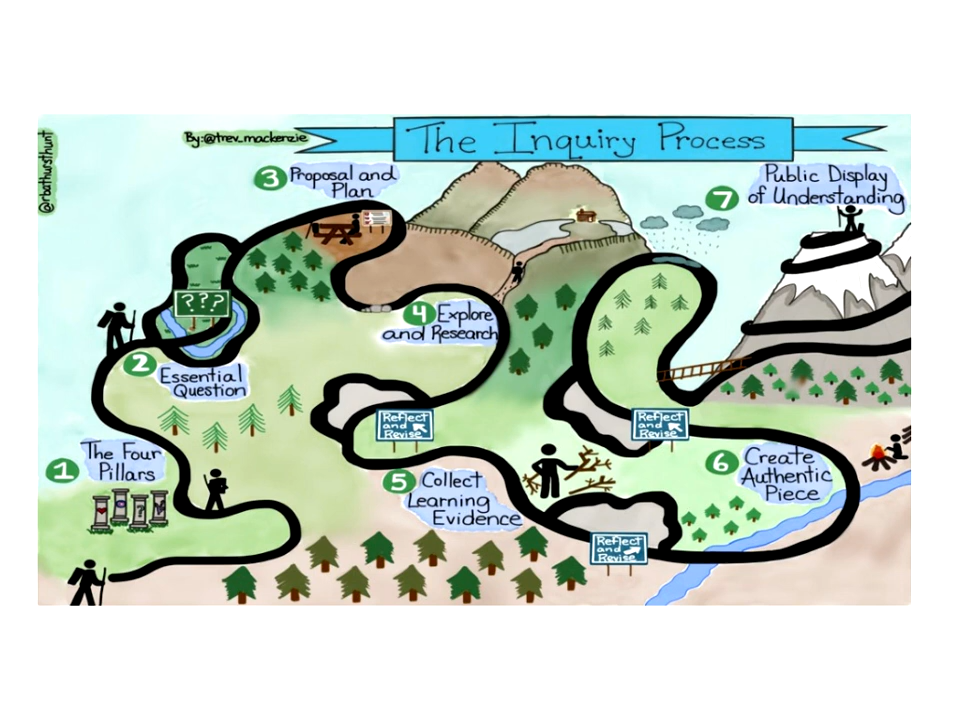 The Inquiry Process
By:@trev_mackenzie
@rbathursthunt
1 The Four
Pillars
2 Essential
Question
???
3 Proposal and
Plan
4 Explore
and Research
Reflect
and
Revise
5 Collect
Learning
Evidence
Reflect
and
Revise
6 Create
Authentic
Piece
Reflect
and
Revise
7 Public Display
of Understanding